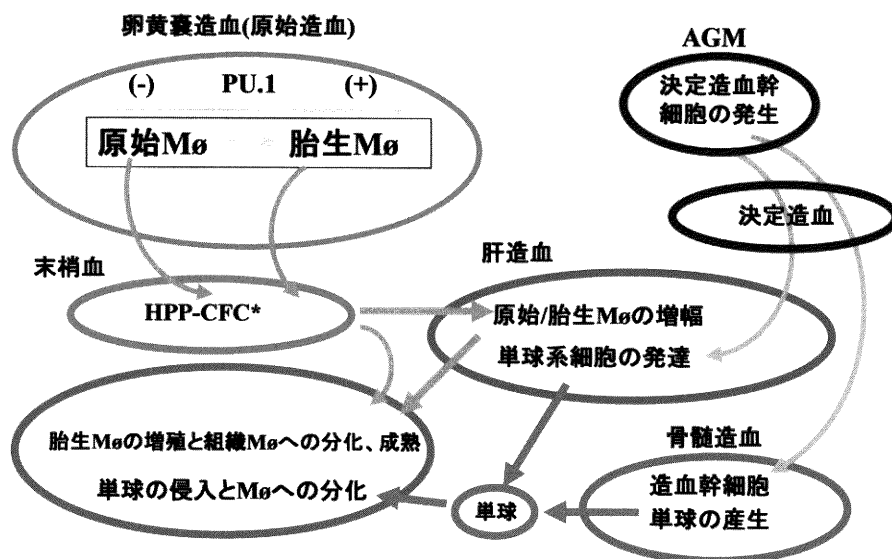 卵黄嚢造血(原始造血)
(-) PU.1 (+)
原始Mø 胎生Mø
AGM
決定造血幹
細胞の発生
決定造血
末梢血
HPP-CFC*
肝造血
原始/胎生Møの増幅
単球系細胞の発達
胎生Møの増殖と組織Møへの分化、成熟
単球の侵入とMøへの分化
単球
骨髄造血
造血幹細胞
単球の産生